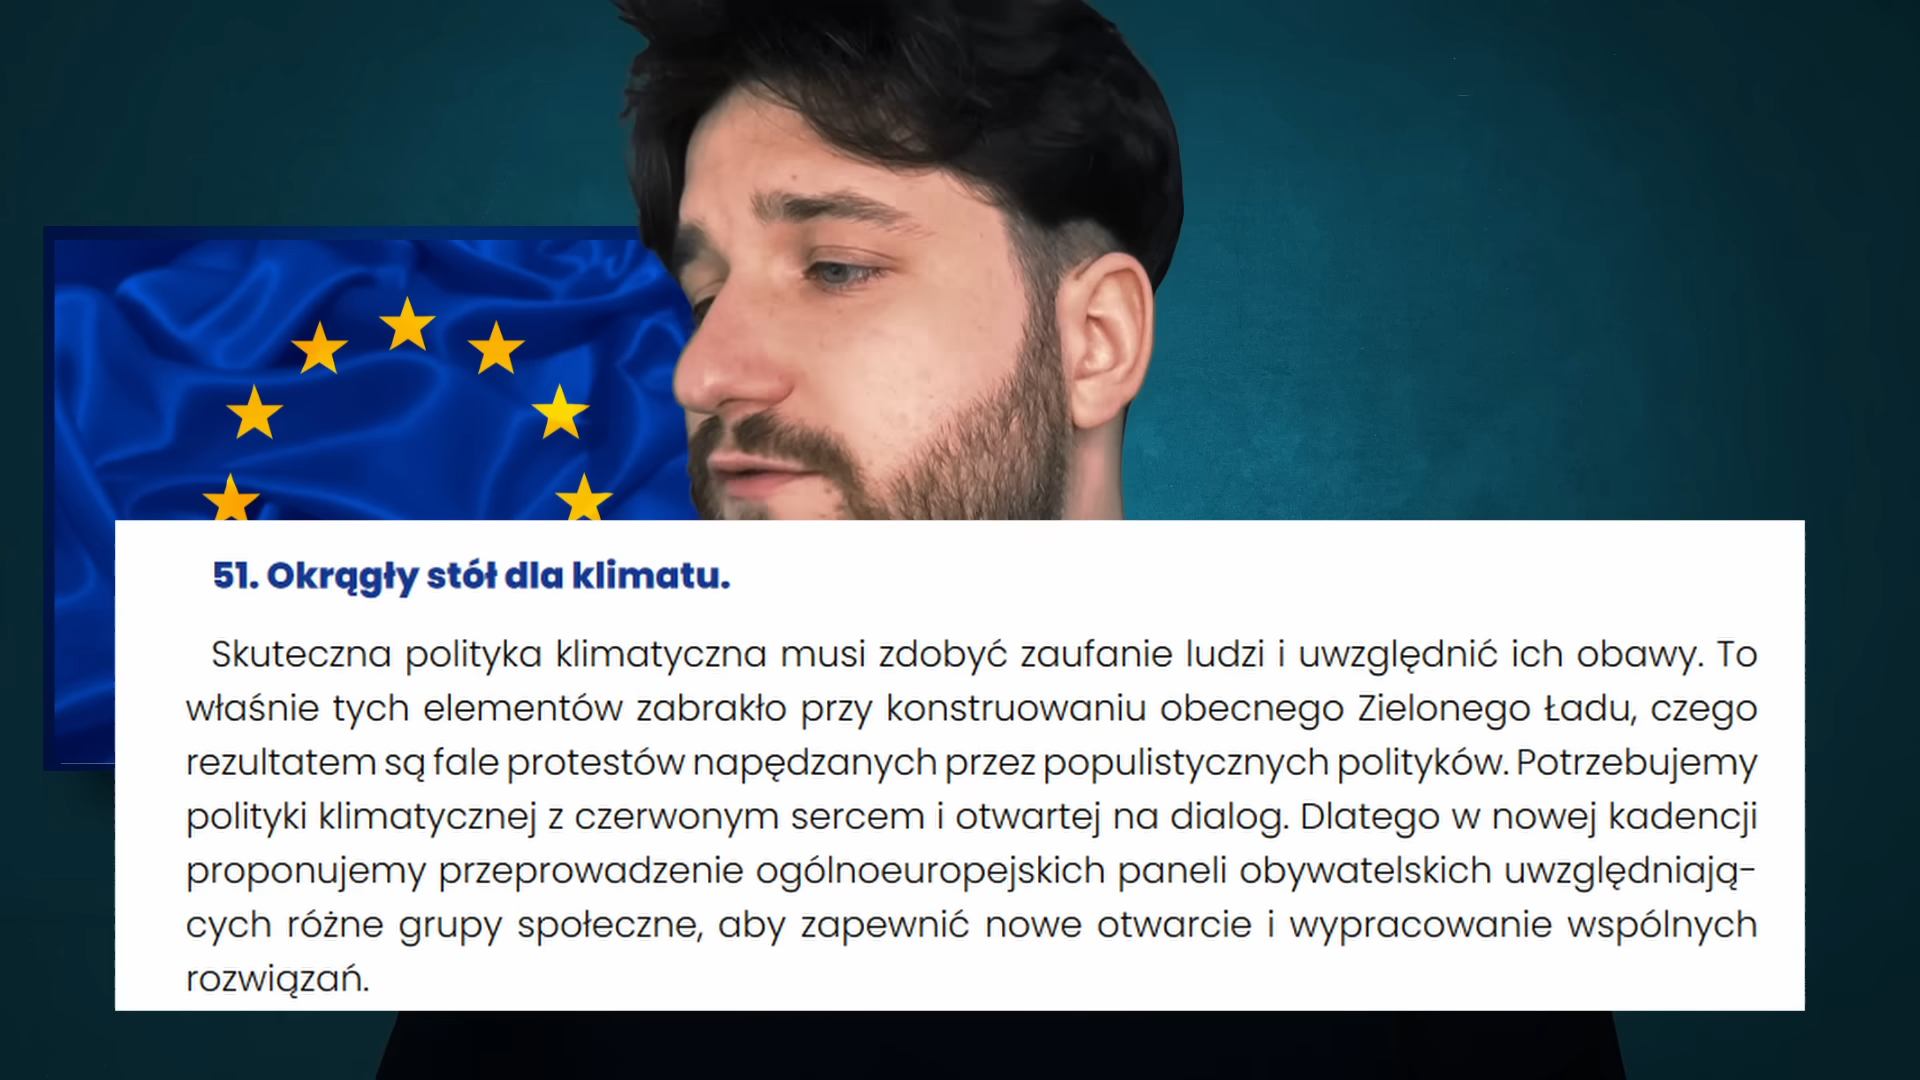 51. Okrągły stół dla klimatu.
Skuteczna polityka klimatyczna musi zdobyć zaufanie ludzi i uwzględnić ich obawy. To
właśnie tych elementów zabrakło przy konstruowaniu obecnego Zielonego Ładu, czego
rezultatem są fale protestów napędzanych przez populistycznych polityków. Potrzebujemy
polityki klimatycznej z czerwonym sercem i otwartej na dialog. Dlatego w nowej kadencji
proponujemy przeprowadzenie ogólnoeuropejskich paneli obywatelskich uwzględniają-
cych różne grupy społeczne, aby zapewnić nowe otwarcie i wypracowanie wspólnych
rozwiązań.